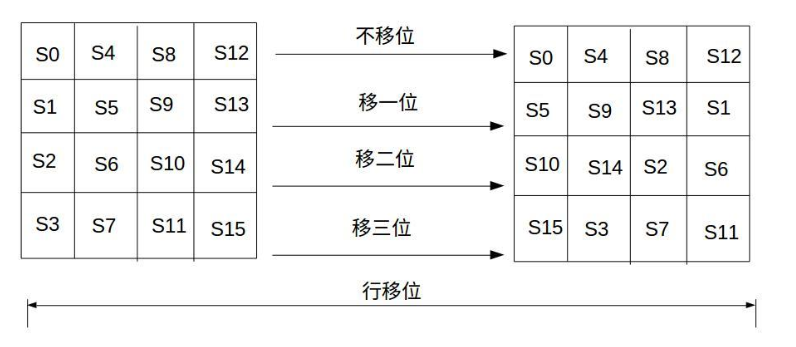 S0 S4 S8 S12 不移位 S0 S4 S8 S12
S1 S5 S9 S13 移一位 S5 S9 S13 S1
S2 S6 S10 S14 移二位 S10 S14 S2 S6
S3 S7 S11 S15 移三位 S15 S3 S7 S11
行移位